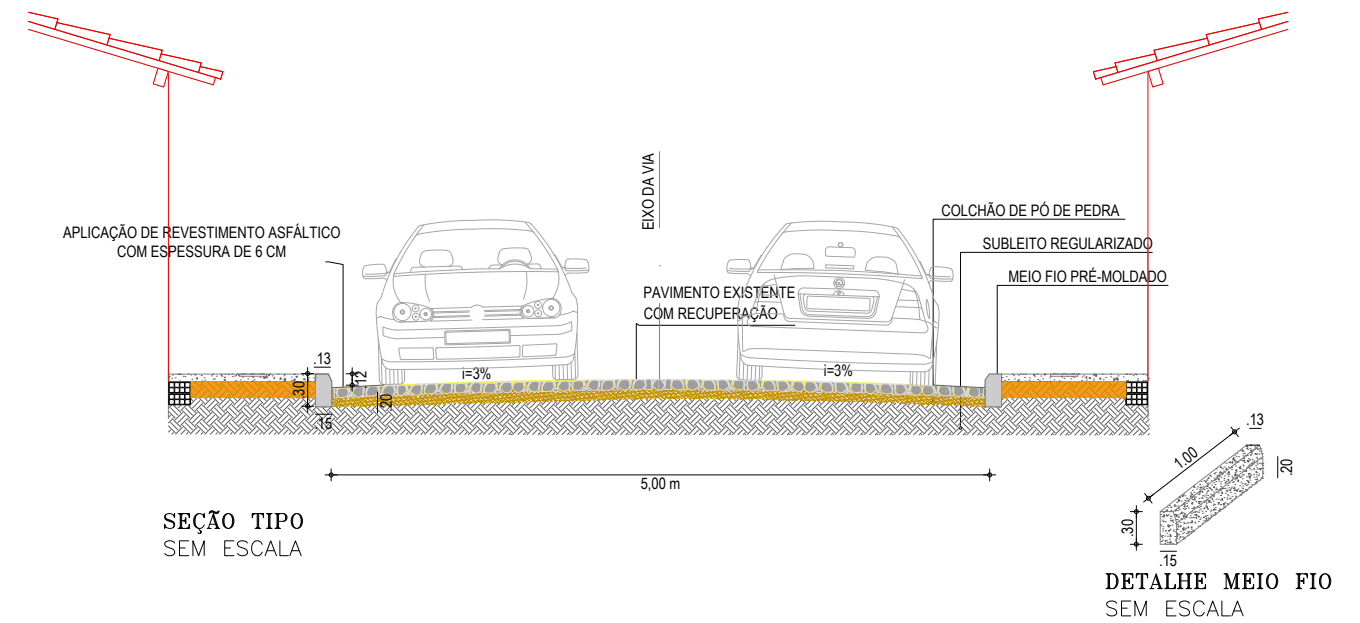 EIXO DA VIA
APLICAÇÃO DE REVESTIMENTO ASFÁLTICO
COM ESPESSURA DE 6 CM
COLCHÃO DE PÓ DE PEDRA
SUBLEITO REGULARIZADO
MEIO FIO PRÉ-MOLDADO
PAVIMENTO EXISTENTE
COM RECUPERAÇÃO
.13
12
i=3%
i=3%
.30
.20
.15
5,00 m
.13
1.00
.20
.30
.15
SEÇÃO TIPO
SEM ESCALA
DETALHE MEIO FIO
SEM ESCALA